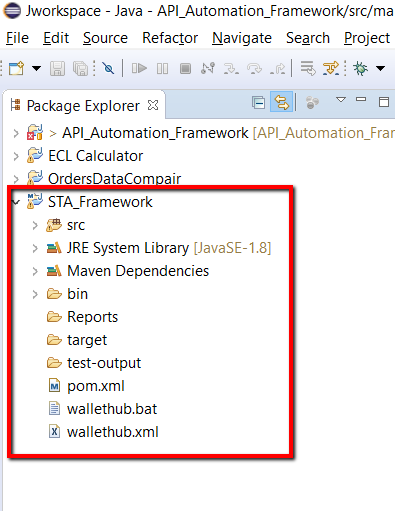 Jworkspace - Java - API_Automation_Framework/src/ma
File Edit Source Refactor Navigate Search Project
Package Explorer
> API_Automation_Framework [API_Automation_Fran
ECL Calculator
OrdersDataCompair
STA_Framework
src
JRE System Library [JavaSE-1.8]
Maven Dependencies
bin
Reports
target
test-output
pom.xml
wallethub.bat
wallethub.xml